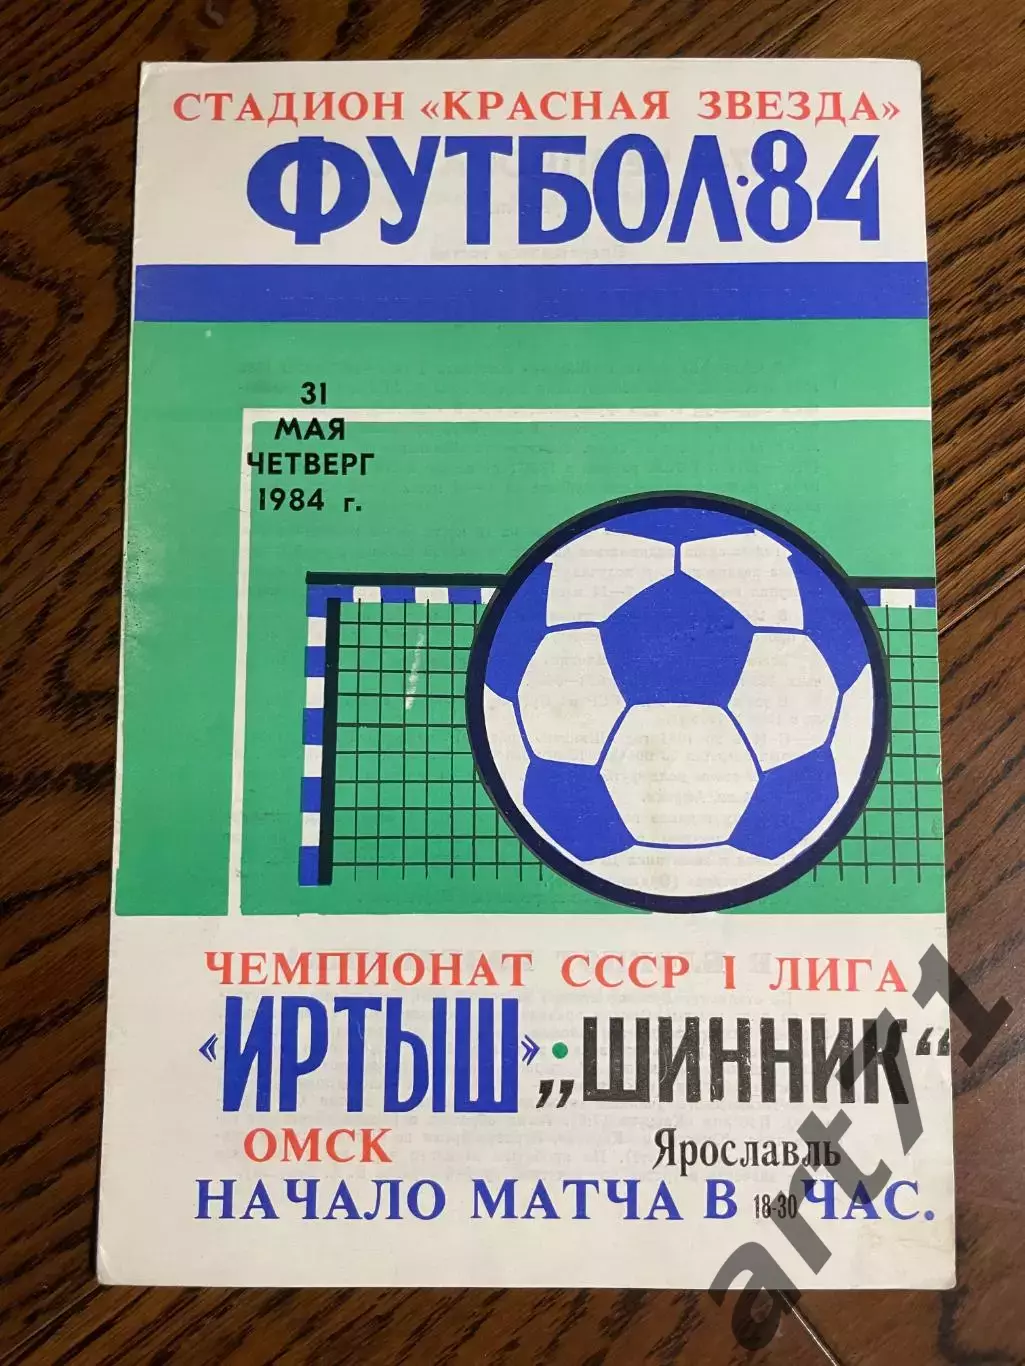 СТАДИОН «КРАСНАЯ ЗВЕЗДА»
ФУТБОЛ·84
31
МАЯ
ЧЕТВЕРГ
1984 г.
ЧЕМПИОНАТ СССР I ЛИГА
«ИРТЫШ» • „ШИННИК“
ОМСК Ярославль
НАЧАЛО МАТЧА В 18-30 ЧАС.
art71